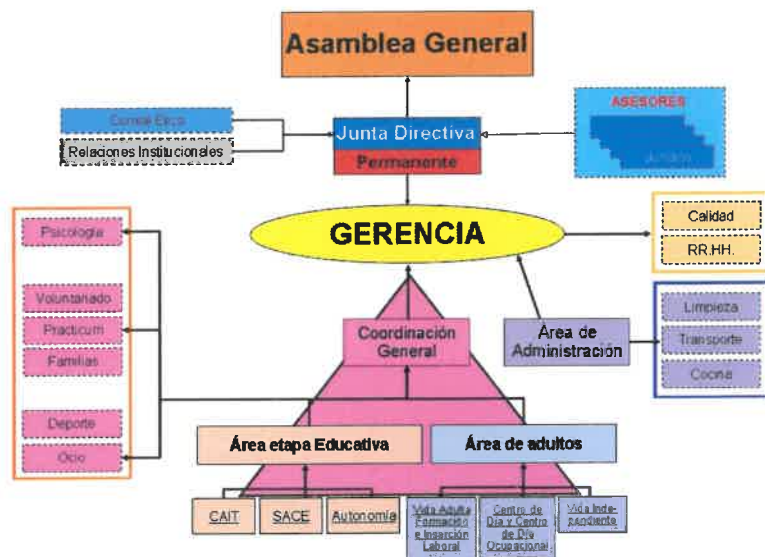 Asamblea General
Comité Ético
Relaciones Institucionales
Junta Directiva
Permanente
ASESORES
Jurídico
GERENCIA
Calidad
RR.HH.
Psicología
Voluntariado
Practicum
Familias
Deporte
Ocio
Coordinación
General
Área de
Administración
Limpieza
Transporte
Cocina
Área etapa Educativa
Área de adultos
CAIT
SACE
Autonomía
Vida Adulta
Formación
e Inserción
Laboral
Centro de
Día y Centro
de Día
Ocupacional
Vida Inde-
pendiente